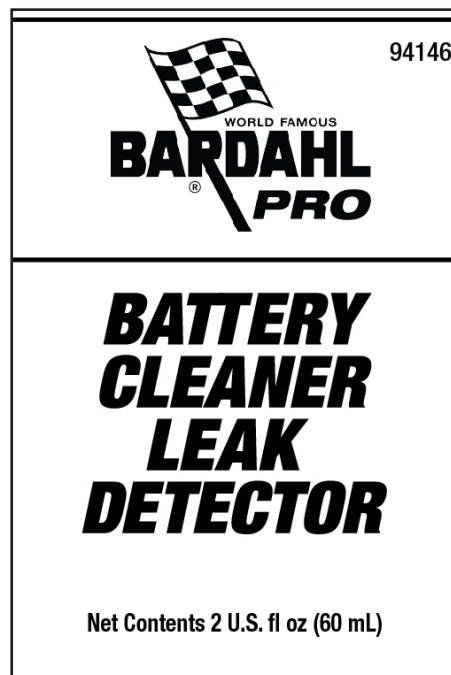 94146
WORLD FAMOUS
BARDAHL
®
PRO
BATTERY
CLEANER
LEAK
DETECTOR
Net Contents 2 U.S. fl oz (60 mL)